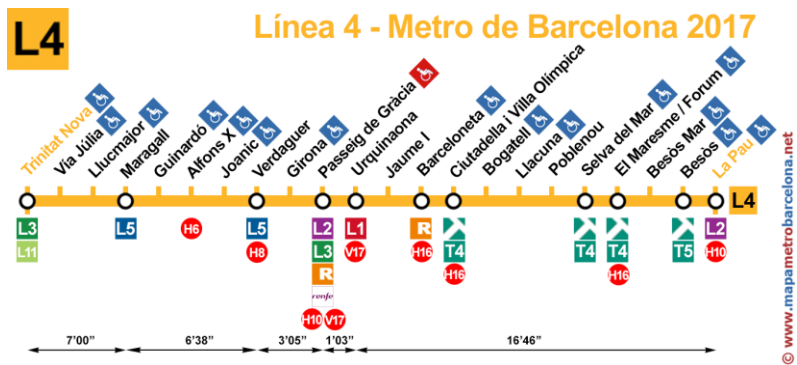 L4
Línea 4 - Metro de Barcelona 2017
Trinitat Nova
Vía Júlia
Llucmajor
Maragall
Guinardó
Alfons X
Joanic
Verdaguer
Girona
Passeig de Gràcia
Urquinaona
Jaume I
Barceloneta
Ciutadella i Villa Olímpica
Bogatell
Llacuna
Poblenou
Selva del Mar
El Maresme / Forum
Besòs Mar
Besòs
La Pau
L4
L3
L11
L5
H6
L5
H8
L2
L3
R
renfe
H10 V17
L1
V17
R
H16
T4
H16
T4
T4
H16
T5
L2
H10
7'00” 6'38” 3'05” 1'03” 16'46”
© www.mapametrobarcelona.net